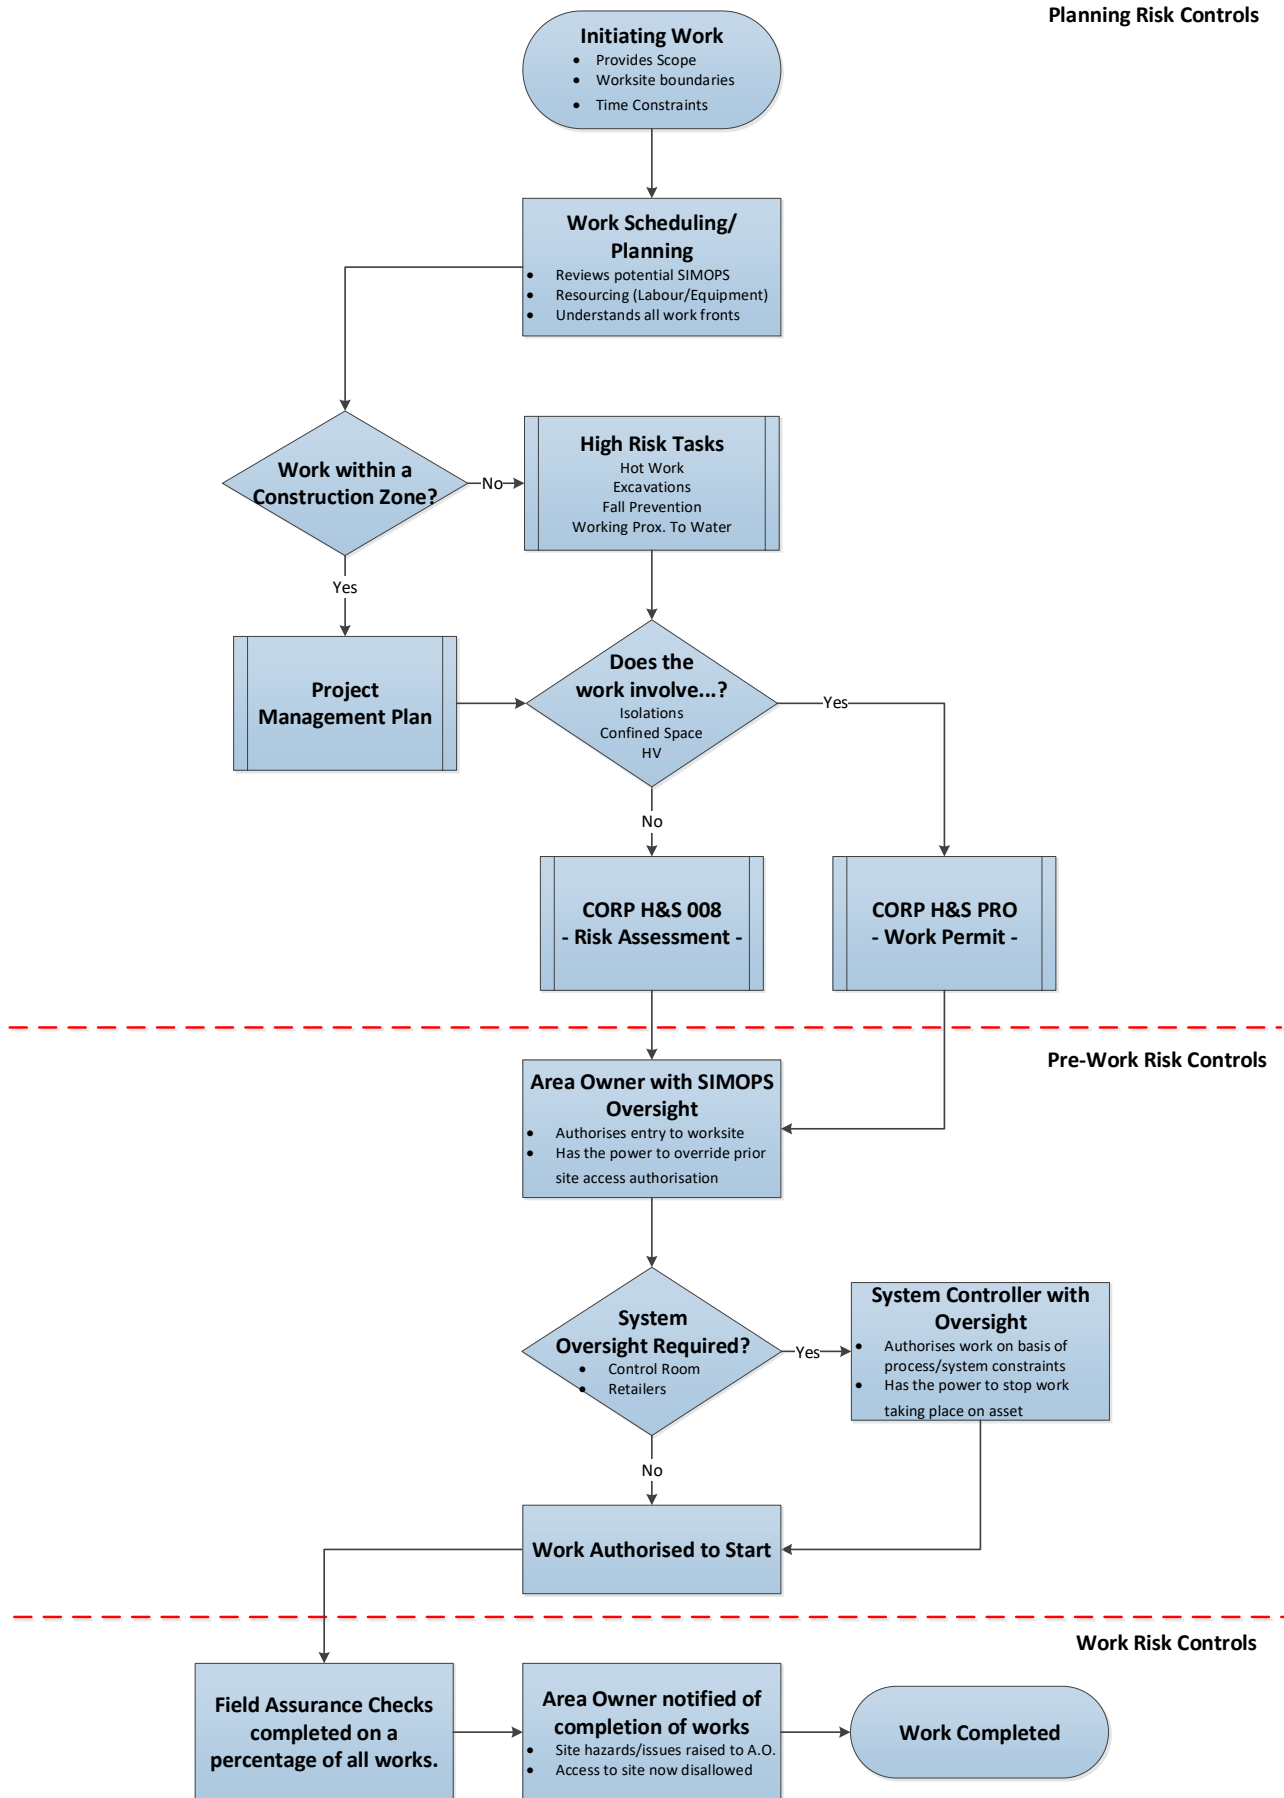 Planning Risk Controls
Initiating Work
• Provides Scope
• Worksite boundaries
• Time Constraints
Work Scheduling/
Planning
• Reviews potential SIMOPS
• Resourcing (Labour/Equipment)
• Understands all work fronts
Work within a
Construction Zone?
No
High Risk Tasks
Hot Work
Excavations
Fall Prevention
Working Prox. To Water
Yes
Project
Management Plan
Does the
work involve...?
Isolations
Confined Space
HV
Yes
No
CORP H&S 008
- Risk Assessment -
CORP H&S PRO
- Work Permit -
Pre-Work Risk Controls
Area Owner with SIMOPS
Oversight
• Authorises entry to worksite
• Has the power to override prior
site access authorisation
System
Oversight Required?
• Control Room
• Retailers
Yes
System Controller with
Oversight
• Authorises work on basis of
process/system constraints
• Has the power to stop work
taking place on asset
No
Work Authorised to Start
Work Risk Controls
Field Assurance Checks
completed on a
percentage of all works.
Area Owner notified of
completion of works
• Site hazards/issues raised to A.O.
• Access to site now disallowed
Work Completed